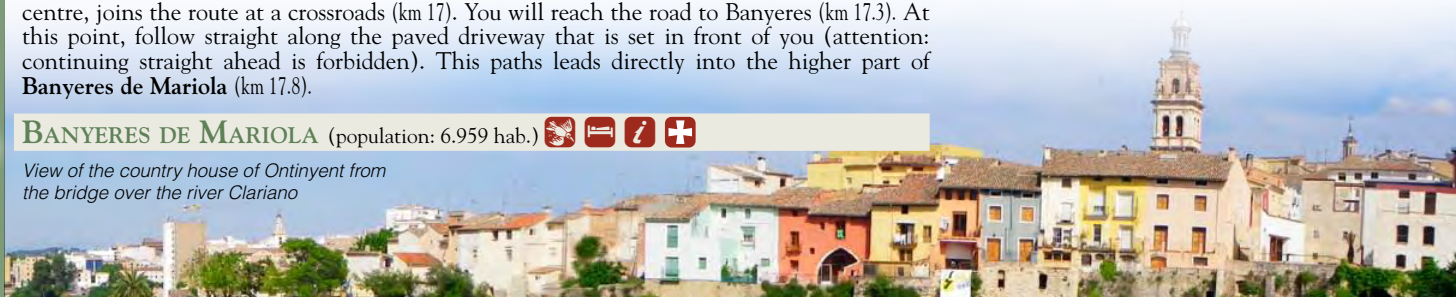 centre, joins the route at a crossroads (km 17). You will reach the road to Banyeres (km 17.3). At
this point, follow straight along the paved driveway that is set in front of you (attention:
continuing straight ahead is forbidden). This paths leads directly into the higher part of
Banyeres de Mariola (km 17.8).
BANYERES DE MARIOLA (population: 6.959 hab.) i
View of the country house of Ontinyent from
the bridge over the river Clariano